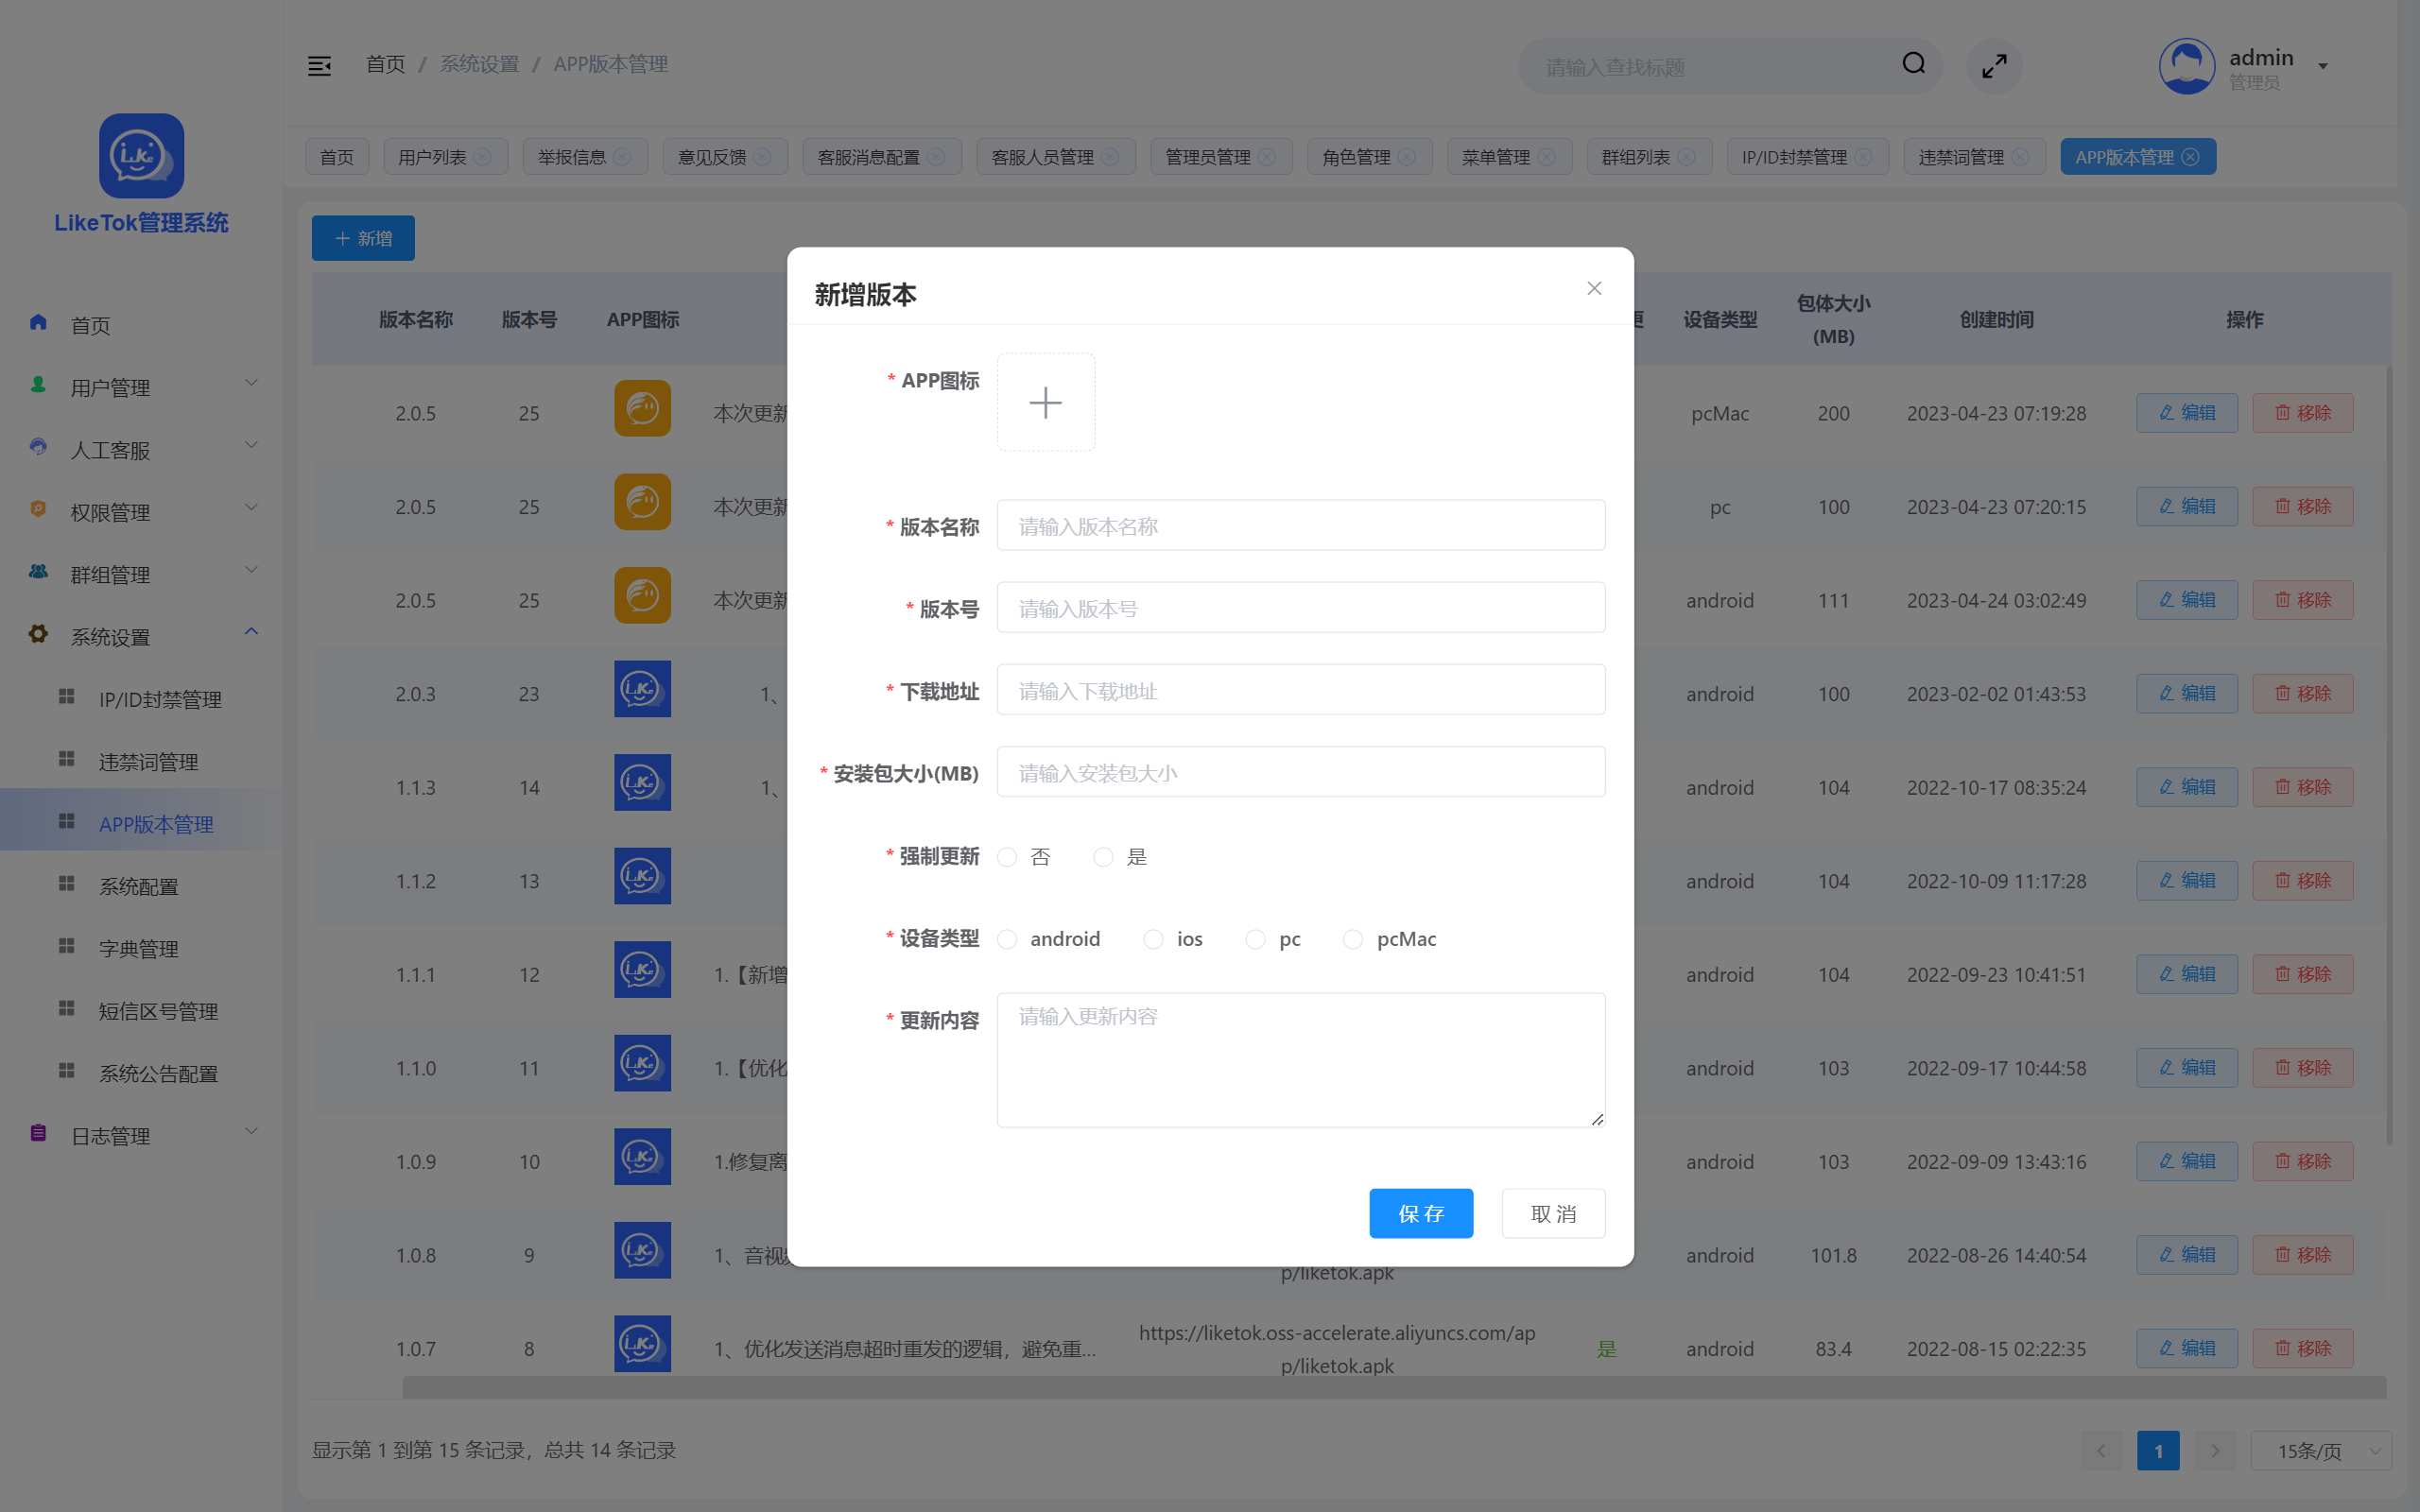 首页 / 系统设置 / APP版本管理
请输入查找标题
admin
管理员
LikeTok管理系统
首页
用户管理
人工客服
权限管理
群组管理
系统设置
IP/ID封禁管理
违禁词管理
APP版本管理
系统配置
字典管理
短信区号管理
系统公告配置
日志管理
首页 用户列表 举报信息 意见反馈 客服消息配置 客服人员管理 管理员管理 角色管理 菜单管理 群组列表 IP/ID封禁管理 违禁词管理 APP版本管理
新增
版本名称 版本号 APP图标 设备类型 包体大小(MB) 创建时间 操作
2.0.5 25 本次更新 pcMac 200 2023-04-23 07:19:28 编辑 移除
2.0.5 25 本次更新 pc 100 2023-04-23 07:20:15 编辑 移除
2.0.5 25 本次更新 android 111 2023-04-24 03:02:49 编辑 移除
2.0.3 23 1、 android 100 2023-02-02 01:43:53 编辑 移除
1.1.3 14 1、 android 104 2022-10-17 08:35:24 编辑 移除
1.1.2 13 android 104 2022-10-09 11:17:28 编辑 移除
1.1.1 12 1.【新增 android 104 2022-09-23 10:41:51 编辑 移除
1.1.0 11 1.【优化 android 103 2022-09-17 10:44:58 编辑 移除
1.0.9 10 1.修复离 android 103 2022-09-09 13:43:16 编辑 移除
1.0.8 9 1、音视 p/liketok.apk android 101.8 2022-08-26 14:40:54 编辑 移除
1.0.7 8 1、优化发送消息超时重发的逻辑，避免重... https://liketok.oss-accelerate.aliyuncs.com/app/liketok.apk 是 android 83.4 2022-08-15 02:22:35 编辑 移除
显示第 1 到第 15 条记录，总共 14 条记录
1
15条/页
新增版本
* APP图标
* 版本名称 请输入版本名称
* 版本号 请输入版本号
* 下载地址 请输入下载地址
* 安装包大小(MB) 请输入安装包大小
* 强制更新 否 是
* 设备类型 android ios pc pcMac
* 更新内容 请输入更新内容
保 存 取 消